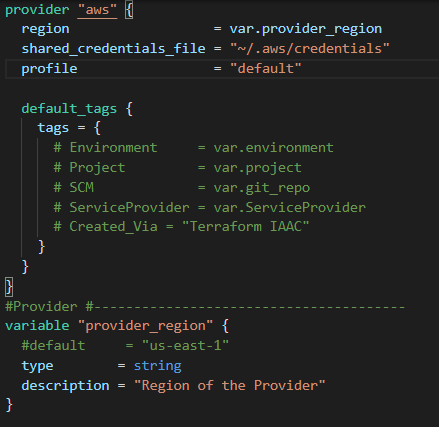 provider "aws" {
  region                  = var.provider_region
  shared_credentials_file = "~/.aws/credentials"
  profile                 = "default"
  default_tags {
    tags = {
      # Environment     = var.environment
      # Project         = var.project
      # SCM             = var.git_repo
      # ServiceProvider = var.ServiceProvider
      # Created_Via = "Terraform IAAC"
    }
  }
}
#Provider #--------------------------------------
variable "provider_region" {
  #default     = "us-east-1"
  type        = string
  description = "Region of the Provider"
}